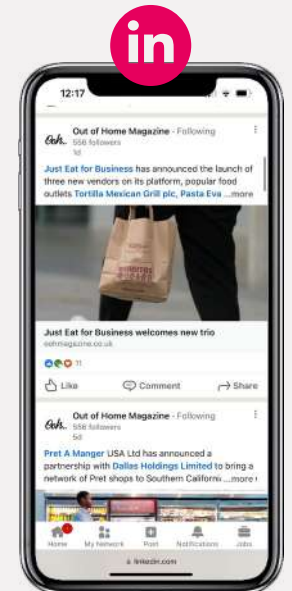 in
12:17
Ooh.
Out of Home Magazine · Following
556 followers
1d
Just Eat for Business has announced the launch of
three new vendors on its platform, popular food
outlets Tortilla Mexican Grill plc, Pasta Eva ...more
BURRITOS
Just Eat for Business welcomes new trio
oohmagazine.co.uk
11
Like Comment Share
Ooh.
Out of Home Magazine · Following
556 followers
5d
Pret A Manger USA Ltd has announced a
partnership with Dallas Holdings Limited to bring a
network of Pret shops to Southern Californi ...more
Home My Network Post Notifications Jobs
linkedin.com